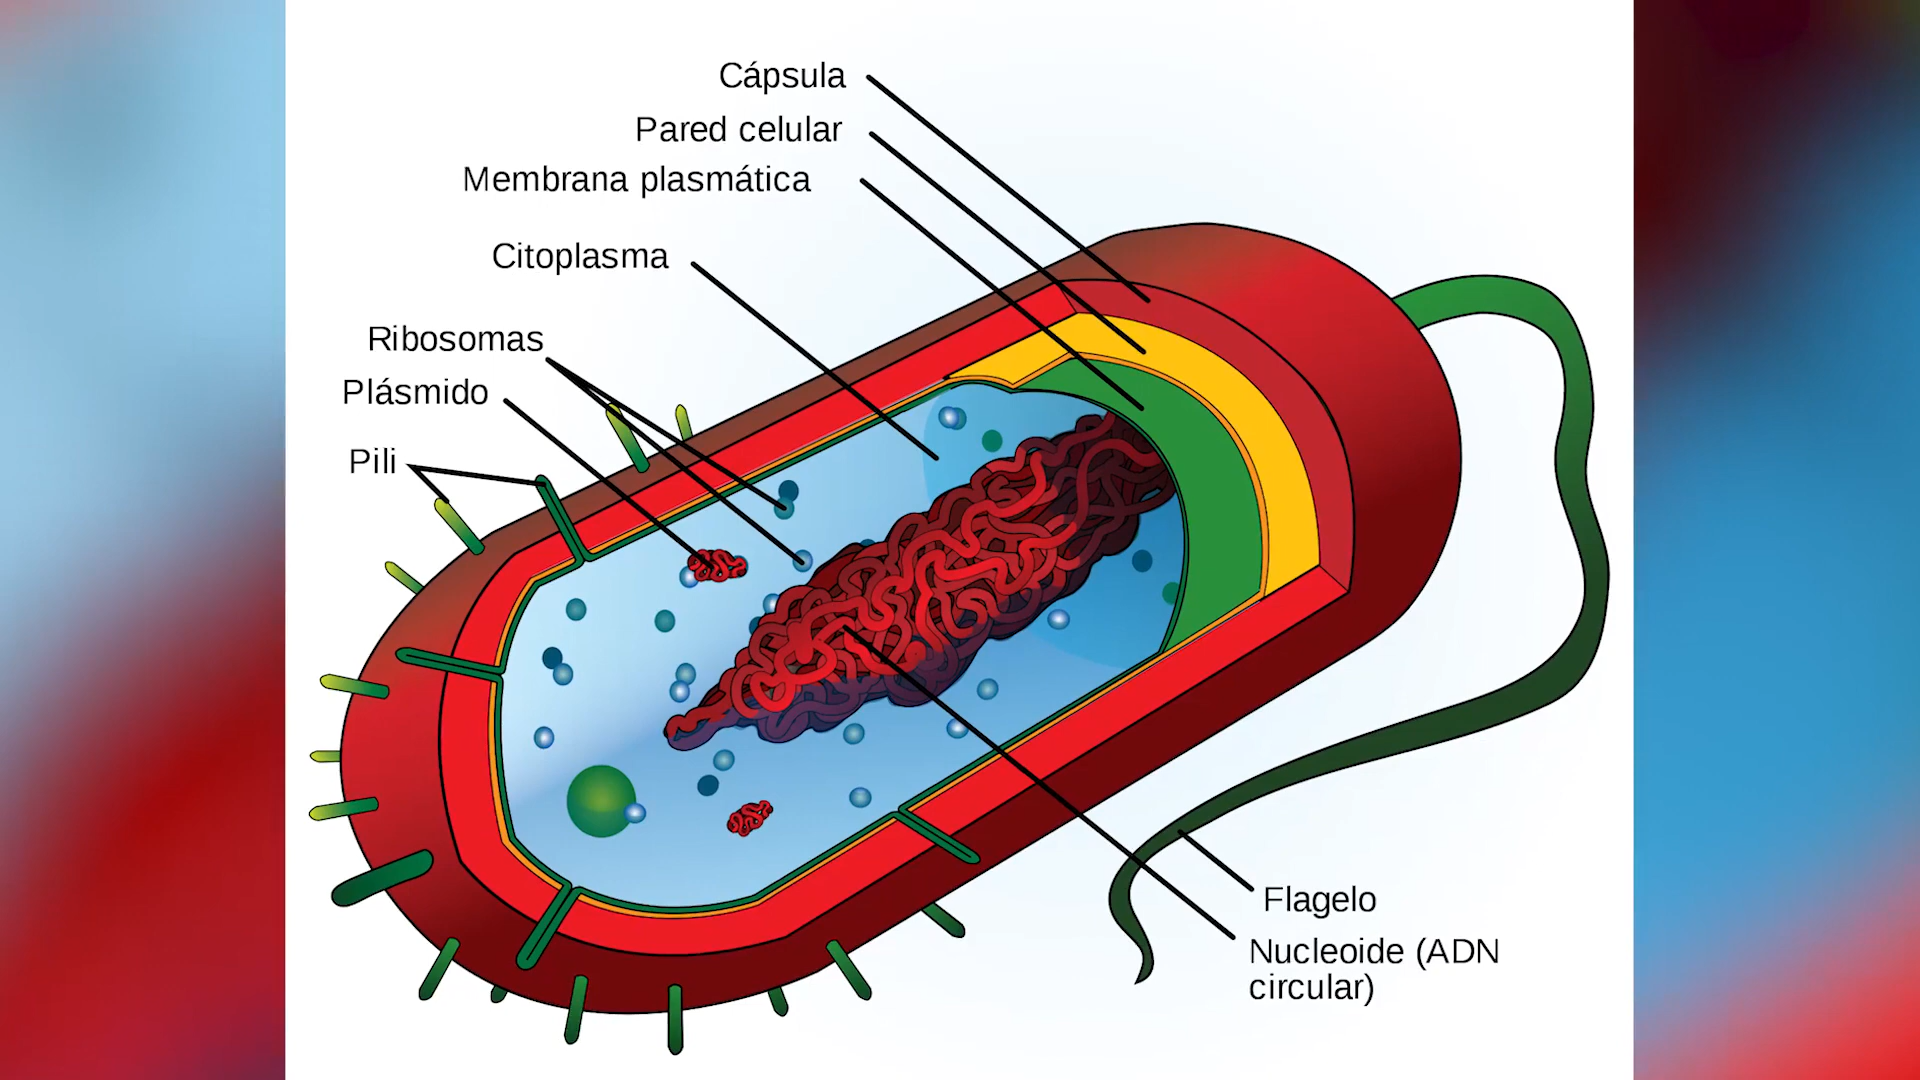 Cápsula
Pared celular
Membrana plasmática
Citoplasma
Ribosomas
Plásmido
Pili
Flagelo
Nucleoide (ADN
circular)